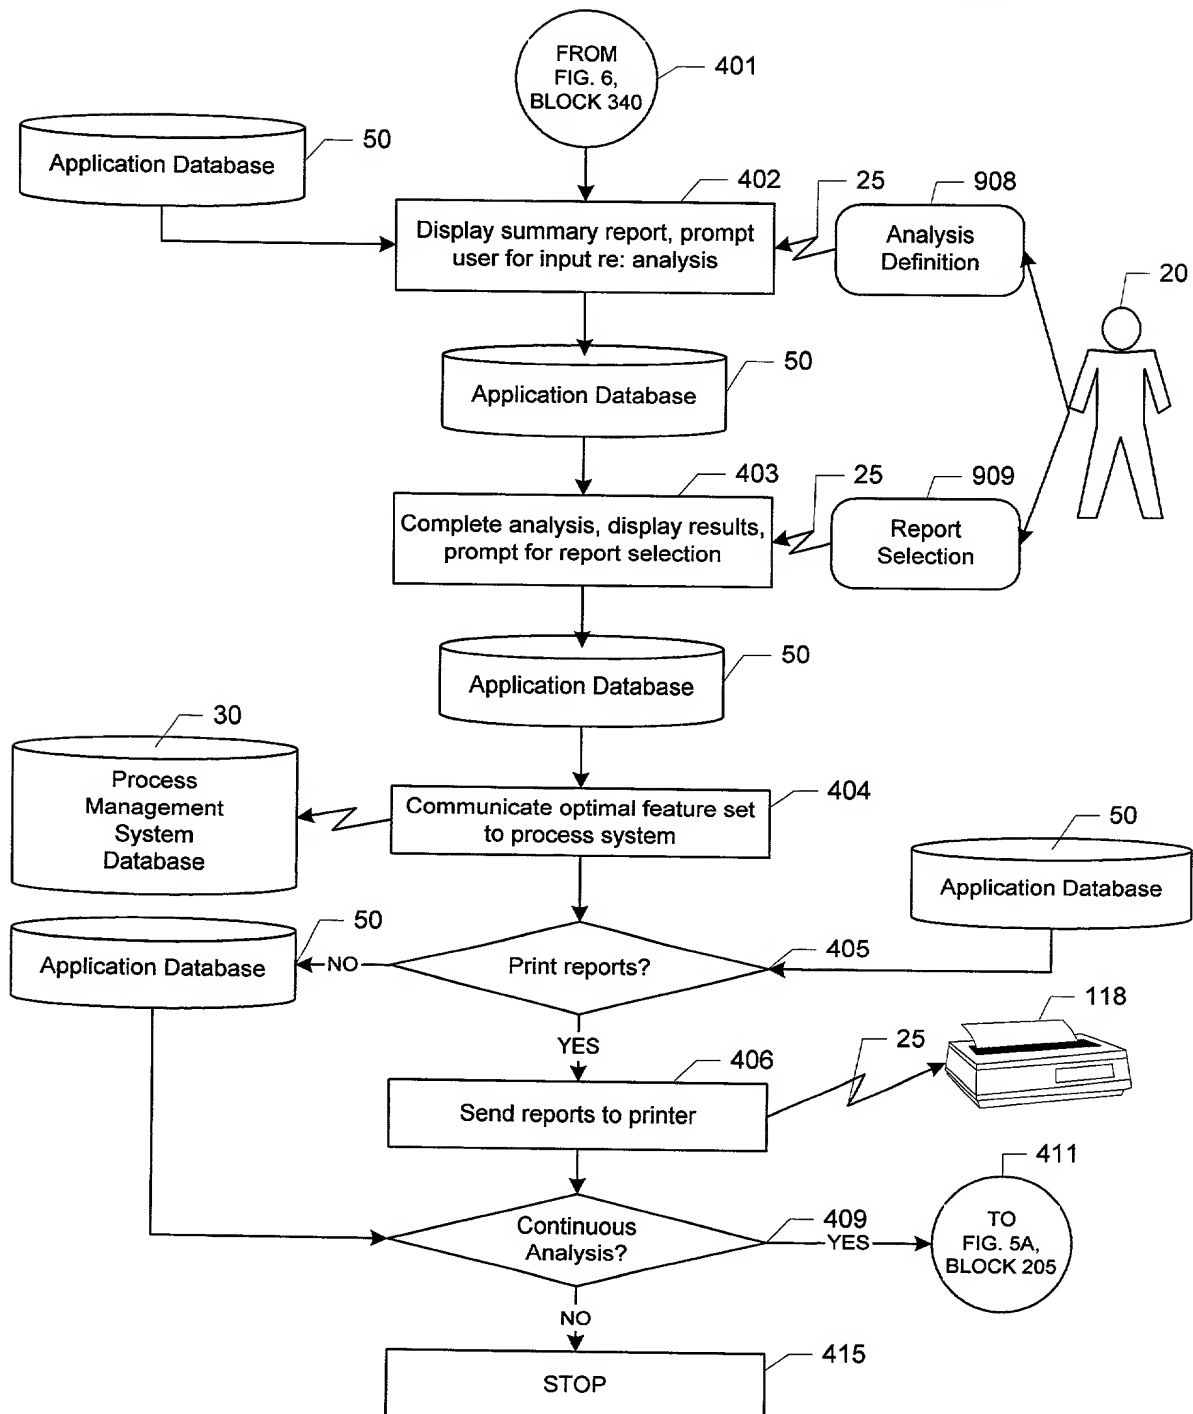 FROM
FIG. 6,
BLOCK 340
401
50
Application Database
402
25
908
Display summary report, prompt
user for input re: analysis
Analysis
Definition
20
50
Application Database
403
25
909
Complete analysis, display results,
prompt for report selection
Report
Selection
50
Application Database
30
Process
Management
System
Database
404
Communicate optimal feature set
to process system
50
Application Database
50
Application Database
NO
Print reports?
405
118
YES
406
25
Send reports to printer
411
Continuous
Analysis?
409
YES
TO
FIG. 5A,
BLOCK 205
NO
415
STOP